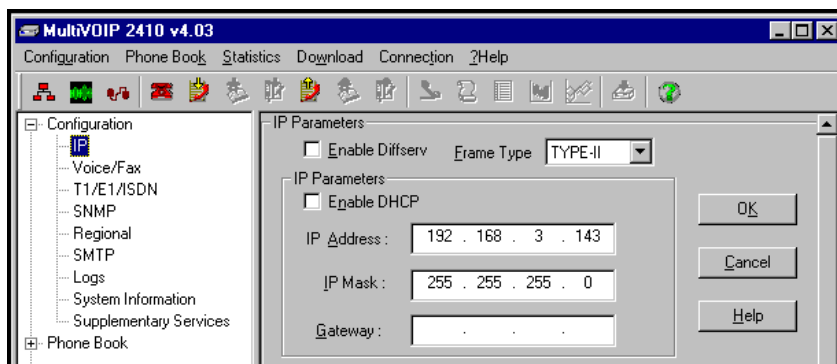 MultiVOIP 2410 v4.03
Configuration Phone Book Statistics Download Connection ?Help
Configuration
IP
Voice/Fax
T1/E1/ISDN
SNMP
Regional
SMTP
Logs
System Information
Supplementary Services
Phone Book
IP Parameters
Enable Diffserv Frame Type TYPE-II
IP Parameters
Enable DHCP
IP Address : 192 . 168 . 3 . 143
IP Mask : 255 . 255 . 255 . 0
Gateway : . . .
OK
Cancel
Help